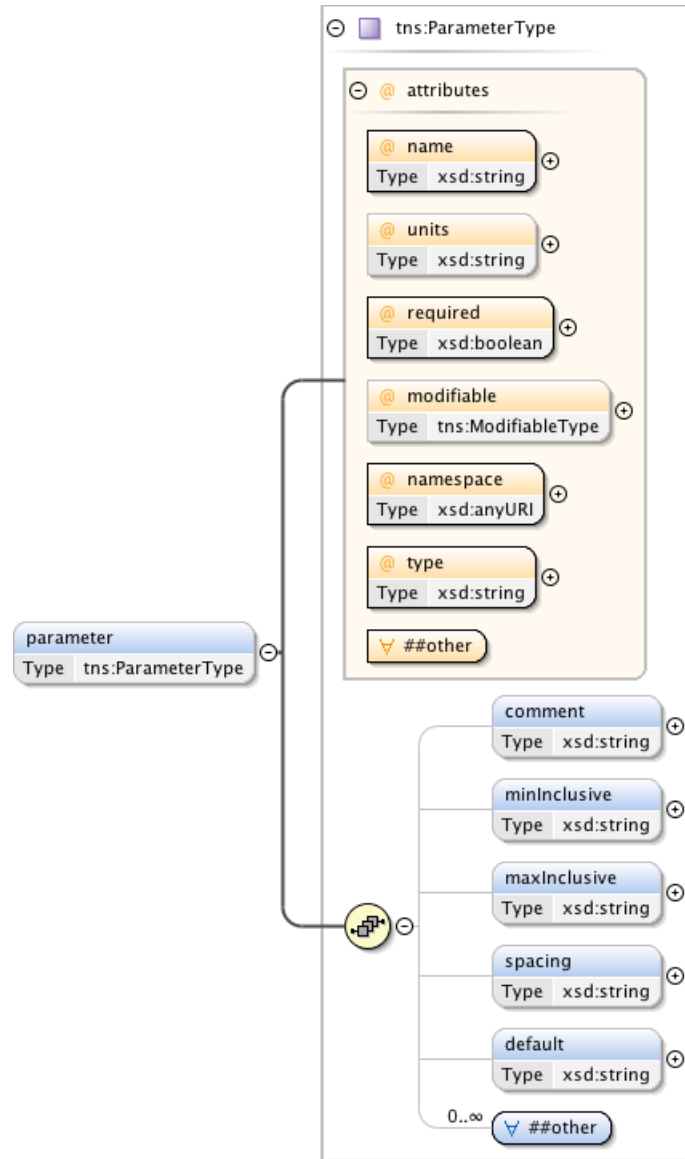 tns:ParameterType
@ attributes
@ name
Type xsd:string
@ units
Type xsd:string
@ required
Type xsd:boolean
@ modifiable
Type tns:ModifiableType
@ namespace
Type xsd:anyURI
@ type
Type xsd:string
∀ ##other
parameter
Type tns:ParameterType
comment
Type xsd:string
minInclusive
Type xsd:string
maxInclusive
Type xsd:string
spacing
Type xsd:string
default
Type xsd:string
0..∞ ∀ ##other